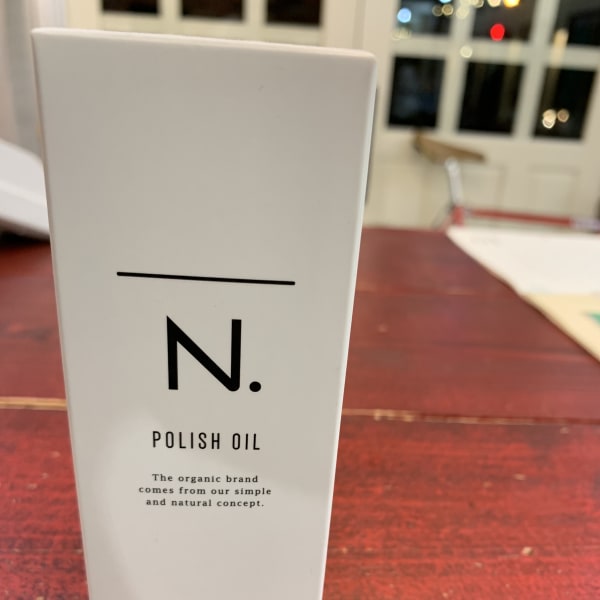 N.
POLISH OIL
The organic brand
comes from our simple
and natural concept.